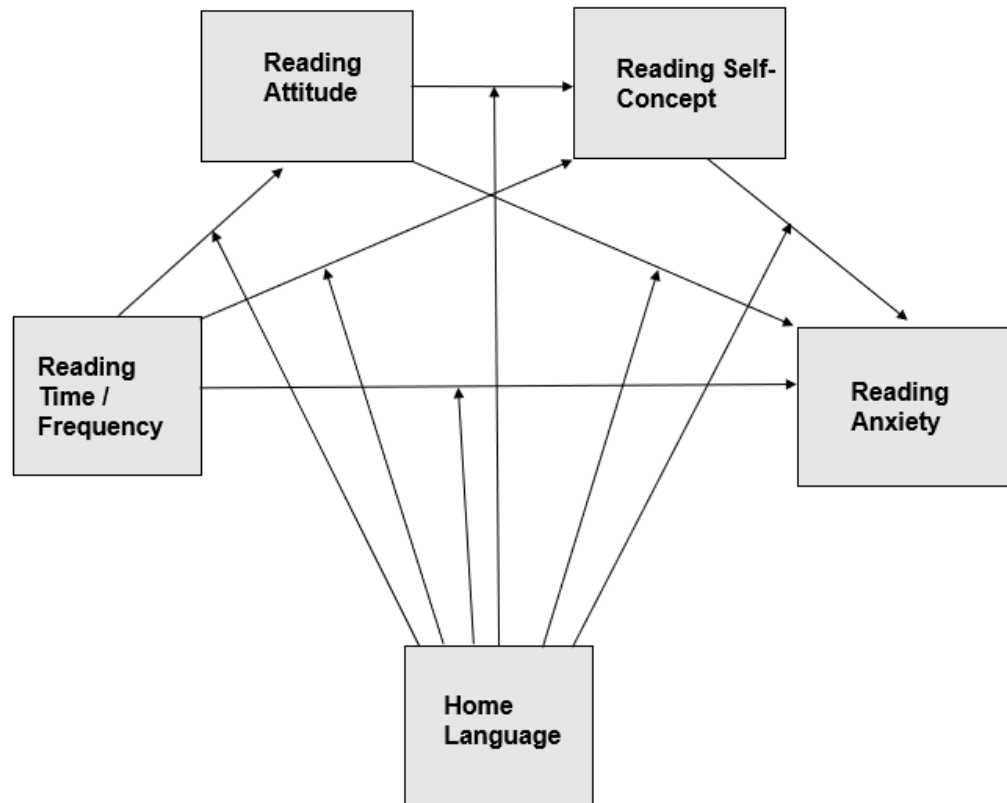 Reading
Attitude
Reading Self-
Concept
Reading
Time /
Frequency
Reading
Anxiety
Home
Language